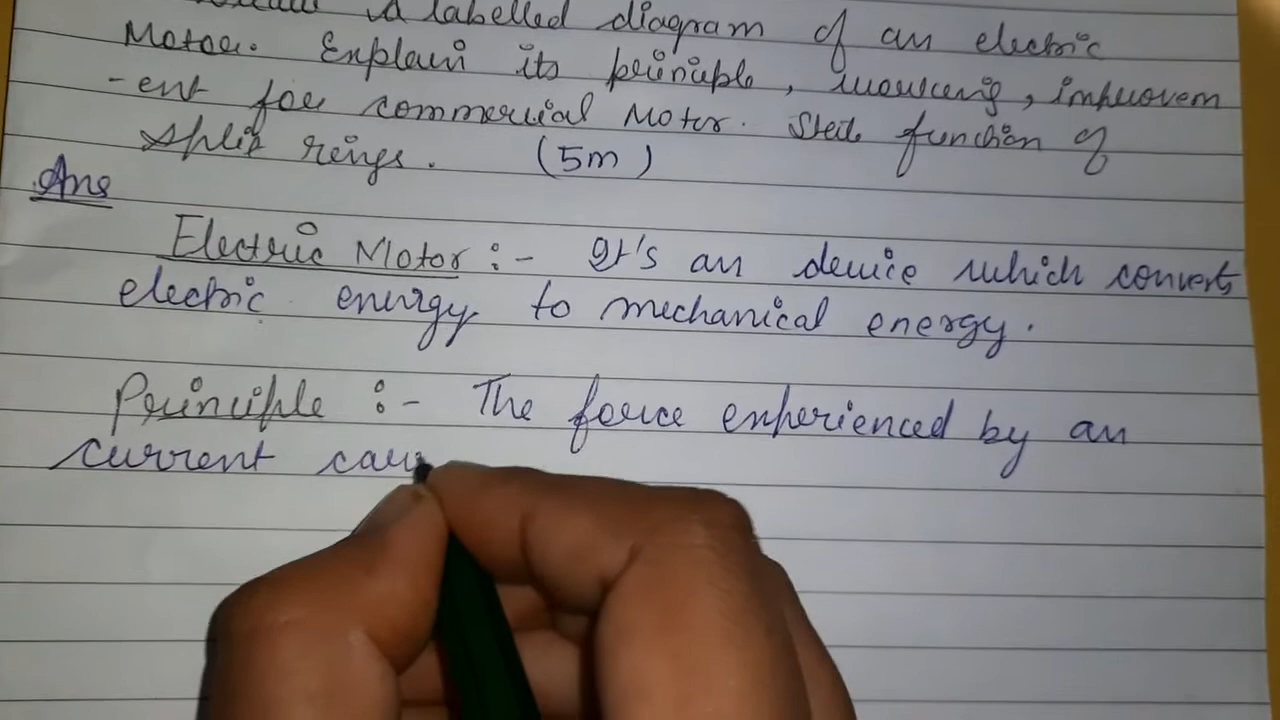 A labelled diagram of an electric
Motor. Explain its principle, working, improvem
-ent for commercial Motor. State function of
split rings. (5m)
Ans
Electric Motor :- It's an device which converts
electric energy to mechanical energy.
Principle :- The force experienced by an
current carr